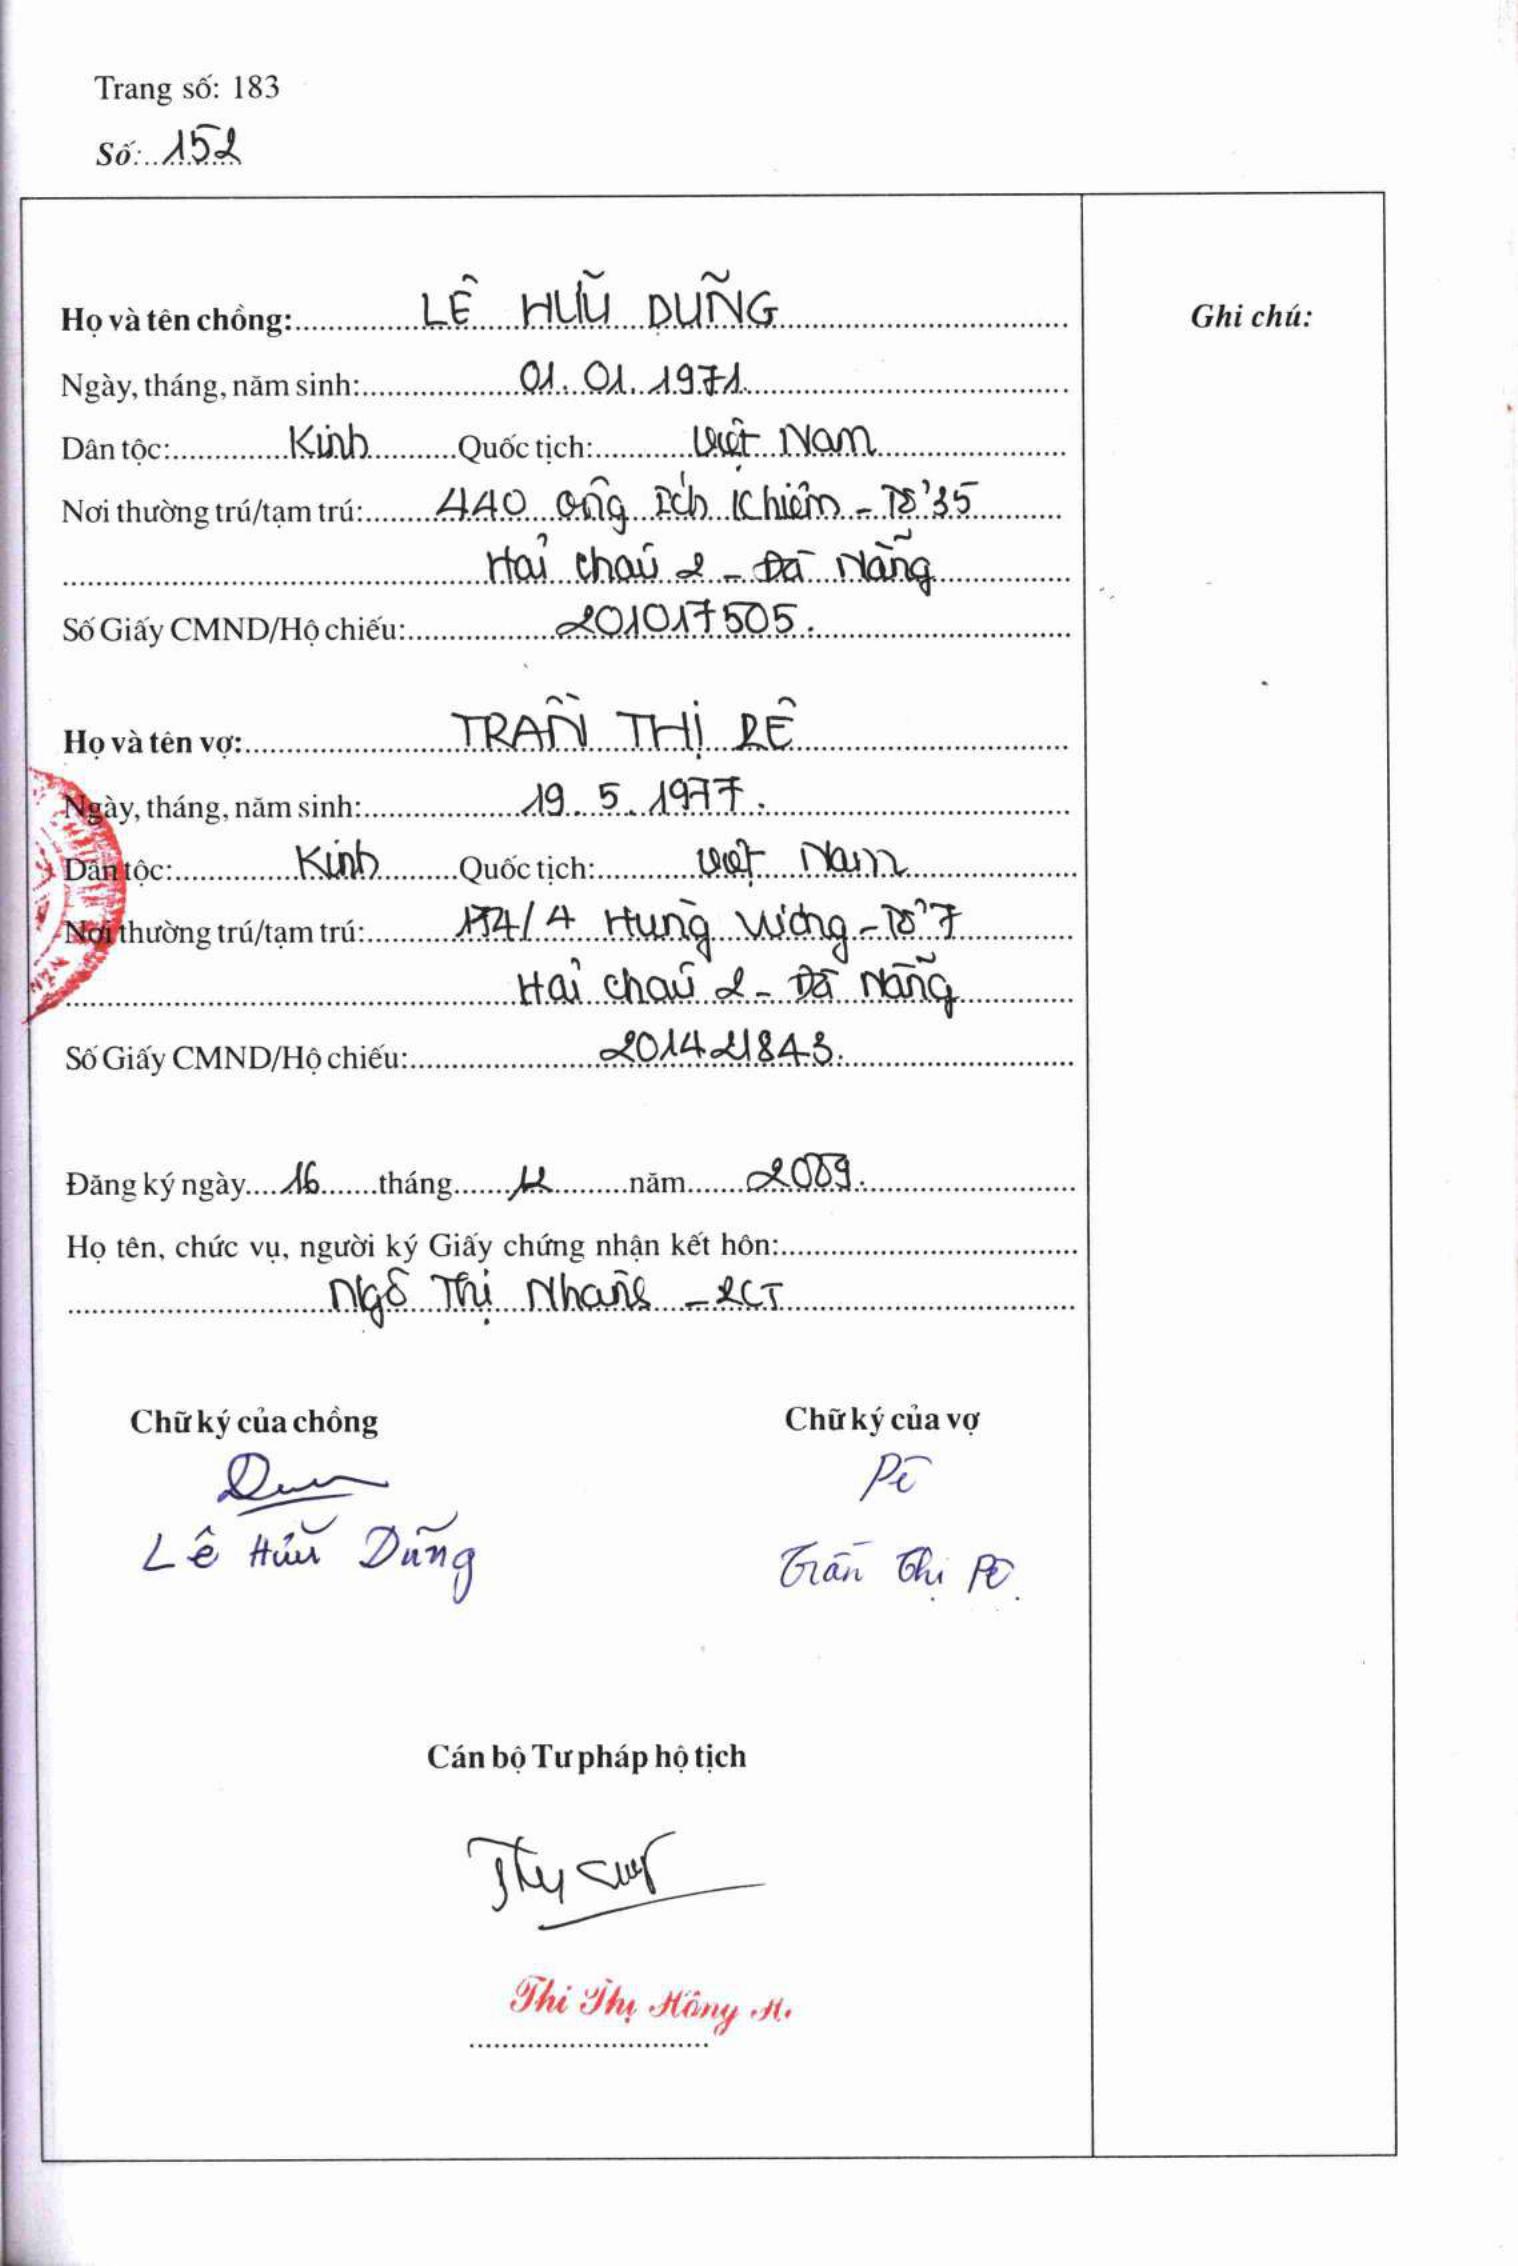 Trang số: 183
Số: 152
Họ và tên chồng: LÊ HỮU DŨNG
Ghi chú:
Ngày, tháng, năm sinh: 01.01.1971
Dân tộc: Kinh Quốc tịch: Việt Nam
Nơi thường trú/tạm trú: 440 Ông Ích Khiêm - Tổ 35
Hải Châu 2 - Đà Nẵng
Số Giấy CMND/Hộ chiếu: 201017505.
Họ và tên vợ: TRẦN THỊ RÊ
Ngày, tháng, năm sinh: 19.5.1977.
Dân tộc: Kinh Quốc tịch: Việt Nam
Nơi thường trú/tạm trú: Hùng Vương - Tổ 7
Hải Châu 2 - Đà Nẵng
Số Giấy CMND/Hộ chiếu: 201421843.
Đăng ký ngày 16 tháng năm 2009.
Họ tên, chức vụ, người ký Giấy chứng nhận kết hôn:
Ngô Thị
Chữ ký của chồng Chữ ký của vợ
Lê Hữu Dũng Trần Thị
Cán bộ Tư pháp hộ tịch
Thi Thị Hồng